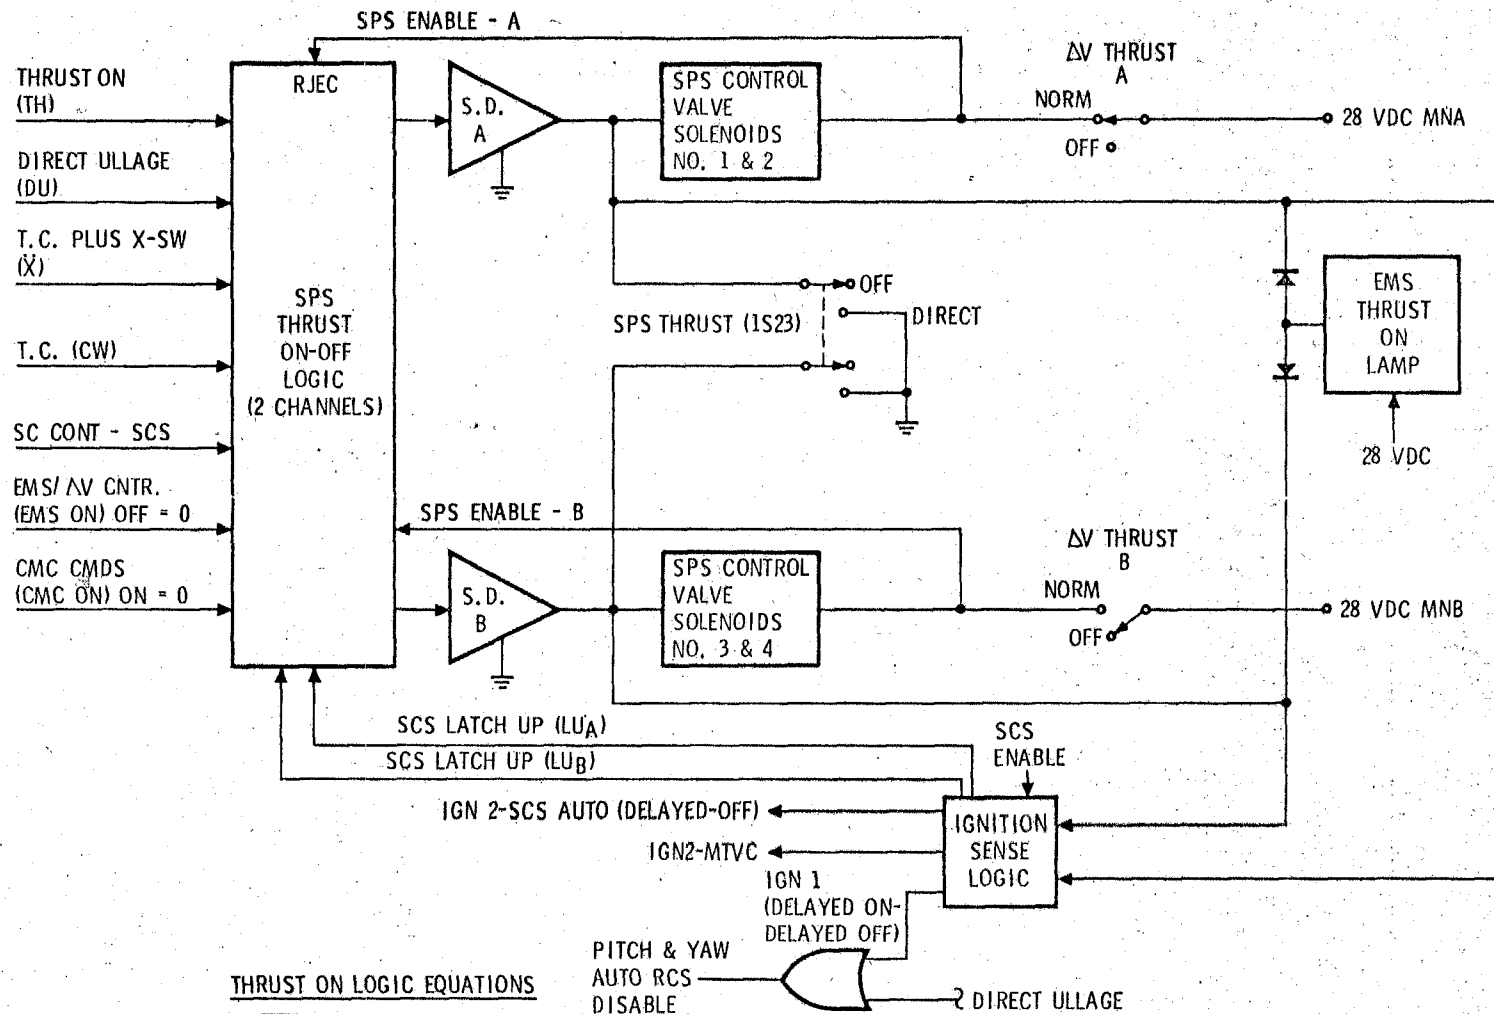 SPS ENABLE - A
THRUST ON
(TH)
DIRECT ULLAGE
(DU)
T.C. PLUS X-SW
(Ẍ)
T.C. (CW)
SC CONT - SCS
EMS/ ΔV CNTR.
(EMS ON) OFF = 0
CMC CMDS
(CMC ON) ON = 0
RJEC
SPS
THRUST
ON-OFF
LOGIC
(2 CHANNELS)
S.D.
A
SPS CONTROL
VALVE
SOLENOIDS
NO. 1 & 2
ΔV THRUST
A
NORM
OFF
28 VDC MNA
OFF
SPS THRUST (1S23)
DIRECT
EMS
THRUST
ON
LAMP
28 VDC
SPS ENABLE - B
S.D.
B
SPS CONTROL
VALVE
SOLENOIDS
NO. 3 & 4
ΔV THRUST
B
NORM
OFF
28 VDC MNB
SCS LATCH UP (LUA)
SCS LATCH UP (LUB)
SCS
ENABLE
IGN 2-SCS AUTO (DELAYED-OFF)
IGN2-MTVC
IGNITION
SENSE
LOGIC
IGN 1
(DELAYED ON-
DELAYED OFF)
PITCH & YAW
AUTO RCS
DISABLE
DIRECT ULLAGE
THRUST ON LOGIC EQUATIONS